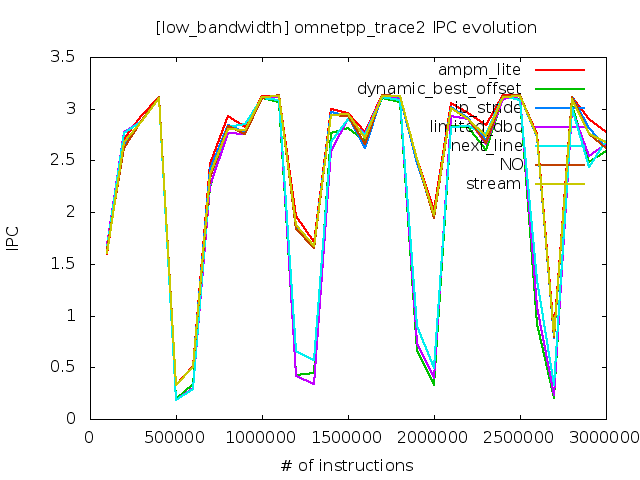 [low_bandwidth] omnetpp_trace2 IPC evolution
3.5
3
2.5
2
1.5
1
0.5
0
IPC
ampm_lite
dynamic_best_offset
ip_stride
next_line
NO
stream
0
500000
1000000
1500000
2000000
2500000
3000000
# of instructions